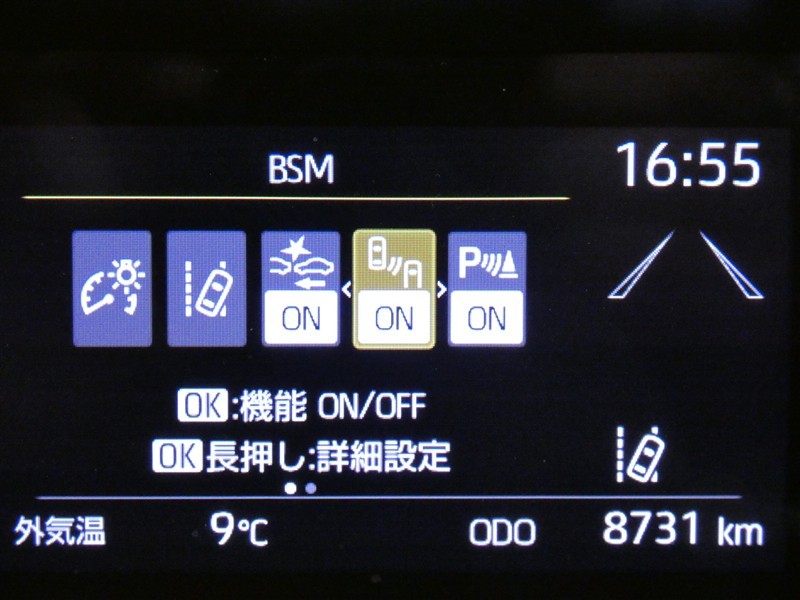 BSM
16:55
P
ON ON ON
OK:機能 ON/OFF
OK長押し:詳細設定
外気温 9℃ ODO 8731 km